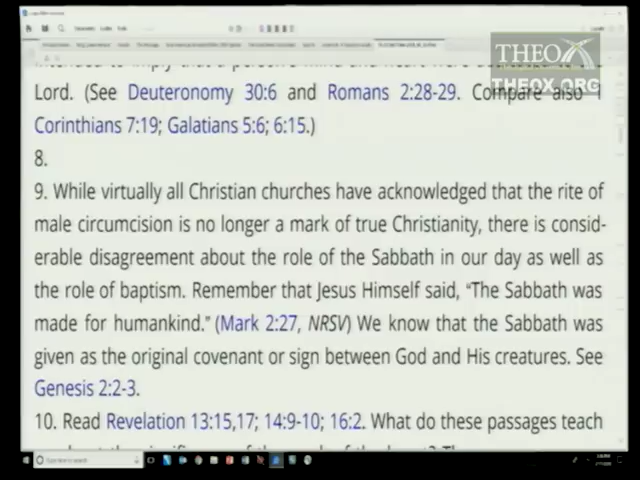 THEOX
THEOX.ORG
Lord. (See Deuteronomy 30:6 and Romans 2:28-29. Compare also I
Corinthians 7:19; Galatians 5:6; 6:15.)
8.
9. While virtually all Christian churches have acknowledged that the rite of
male circumcision is no longer a mark of true Christianity, there is consid-
erable disagreement about the role of the Sabbath in our day as well as
the role of baptism. Remember that Jesus Himself said, “The Sabbath was
made for humankind.” (Mark 2:27, NRSV) We know that the Sabbath was
given as the original covenant or sign between God and His creatures. See
Genesis 2:2-3.
10. Read Revelation 13:15,17; 14:9-10; 16:2. What do these passages teach